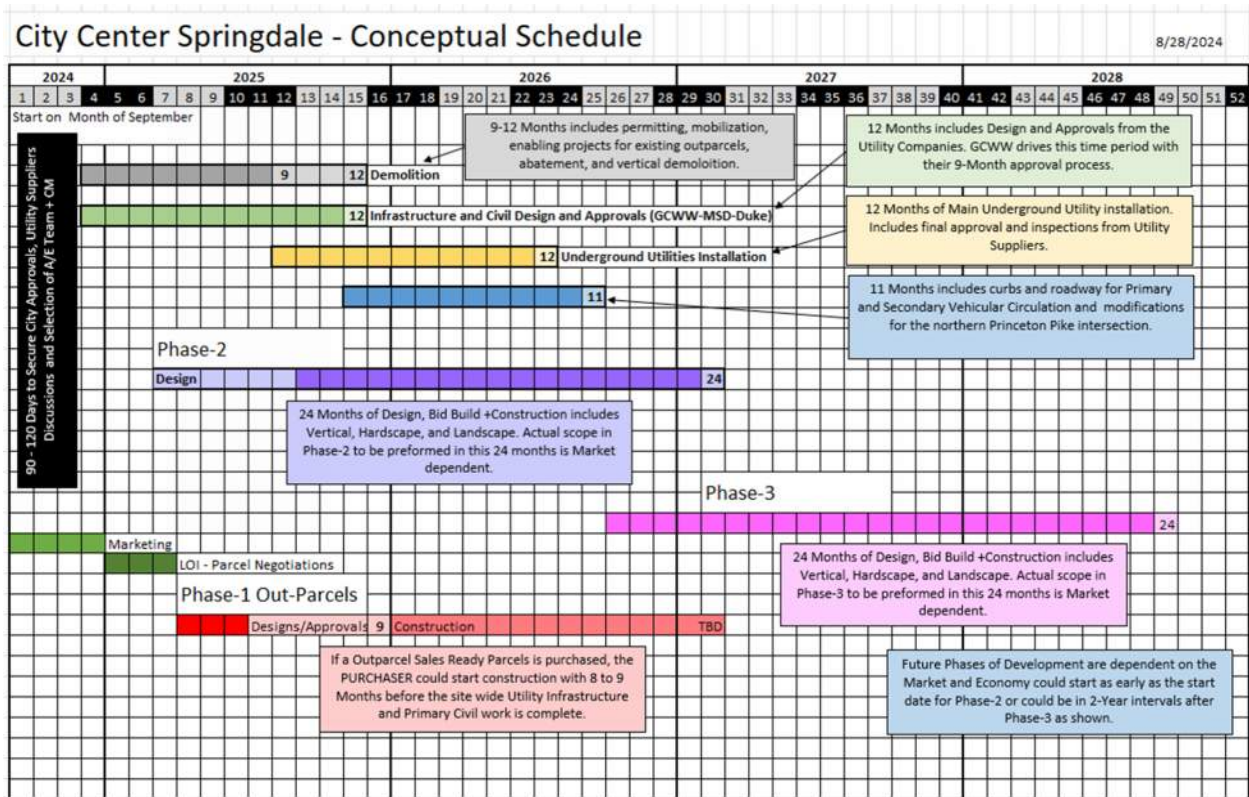 City Center Springdale - Conceptual Schedule
8/28/2024
2024 2025 2026 2027 2028
1 2 3 4 5 6 7 8 9 10 11 12 13 14 15 16 17 18 19 20 21 22 23 24 25 26 27 28 29 30 31 32 33 34 35 36 37 38 39 40 41 42 43 44 45 46 47 48 49 50 51 52
Start on Month of September
90 - 120 Days to Secure City Approvals, Utility Suppliers
Discussions and Selection of A/E Team + CM
9-12 Months includes permitting, mobilization,
enabling projects for existing outparcels,
abatement, and vertical demoloition.
12 Months includes Design and Approvals from the
Utility Companies. GCWW drives this time period with
their 9-Month approval process.
9 12 Demolition
12 Infrastructure and Civil Design and Approvals (GCWW-MSD-Duke)
12 Months of Main Underground Utility installation.
Includes final approval and inspections from Utility
Suppliers.
12 Underground Utilities Installation
11
11 Months includes curbs and roadway for Primary
and Secondary Vehicular Circulation and modifications
for the northern Princeton Pike intersection.
Phase-2
Design 24
24 Months of Design, Bid Build +Construction includes
Vertical, Hardscape, and Landscape. Actual scope in
Phase-2 to be preformed in this 24 months is Market
dependent.
Phase-3
24
Marketing
LOI - Parcel Negotiations
24 Months of Design, Bid Build +Construction includes
Vertical, Hardscape, and Landscape. Actual scope in
Phase-3 to be preformed in this 24 months is Market
dependent.
Phase-1 Out-Parcels
Designs/Approvals 9 Construction TBD
If a Outparcel Sales Ready Parcels is purchased, the
PURCHASER could start construction with 8 to 9
Months before the site wide Utility Infrastructure
and Primary Civil work is complete.
Future Phases of Development are dependent on the
Market and Economy could start as early as the start
date for Phase-2 or could be in 2-Year intervals after
Phase-3 as shown.